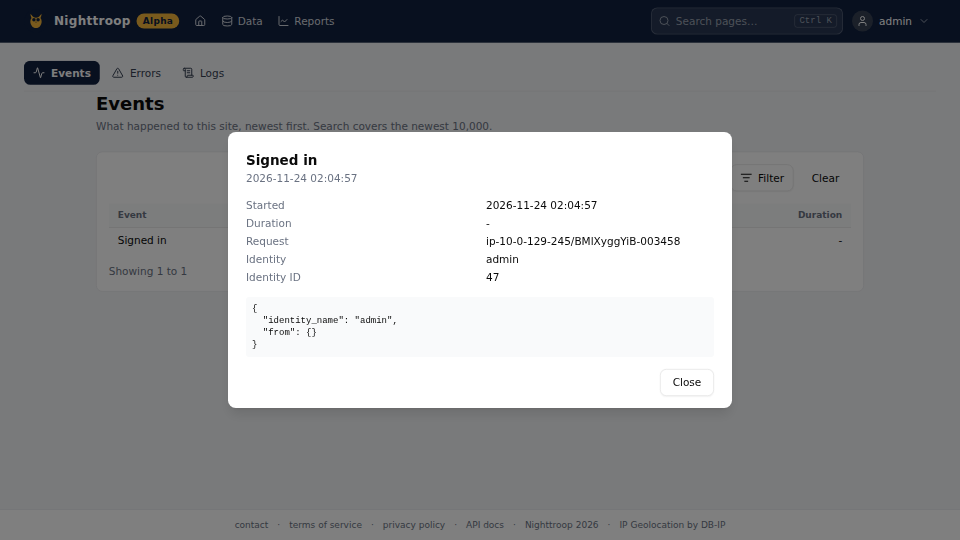 Nighttroop Alpha Data Reports Search pages... Ctrl K admin
Events Errors Logs
Events
What happened to this site, newest first. Search covers the newest 10,000.
Filter Clear
Event Duration
Signed in -
Showing 1 to 1
Signed in
2026-11-24 02:04:57
Started 2026-11-24 02:04:57
Duration -
Request ip-10-0-129-245/BMIXyggYiB-003458
Identity admin
Identity ID 47
{
  "identity_name": "admin",
  "from": {}
}
Close
contact · terms of service · privacy policy · API docs · Nighttroop 2026 · IP Geolocation by DB-IP